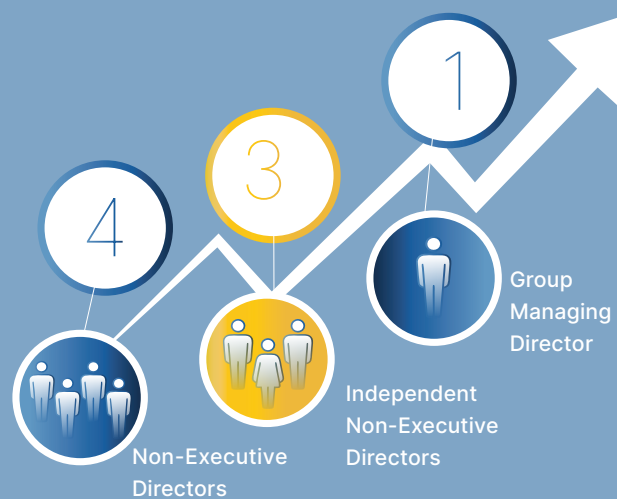 1
Group
Managing
Director
3
Independent
Non-Executive
Directors
4
Non-Executive
Directors